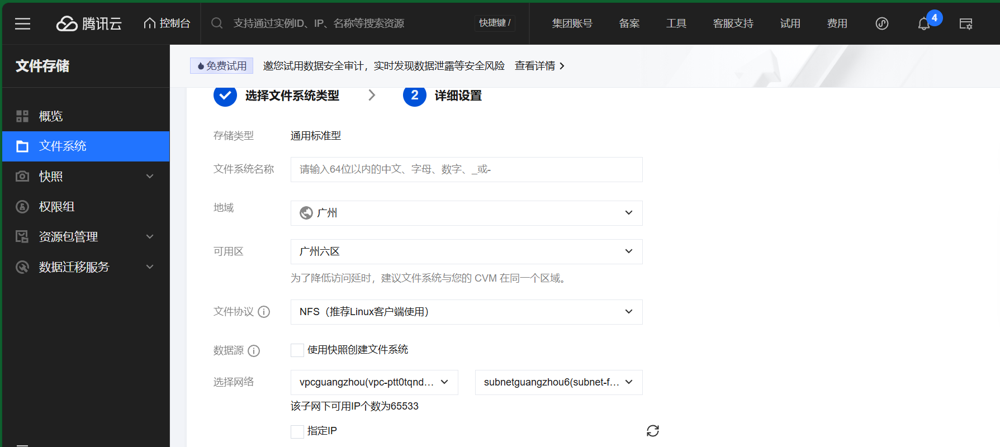 腾讯云
控制台
支持通过实例ID、IP、名称等搜索资源
快捷键 /
集团账号
备案
工具
客服支持
试用
费用
4
文件存储
概览
文件系统
快照
权限组
资源包管理
数据迁移服务
免费试用
邀您试用数据安全审计，实时发现数据泄露等安全风险
查看详情
选择文件系统类型
2
详细设置
存储类型
通用标准型
文件系统名称
请输入64位以内的中文、字母、数字、_或-
地域
广州
可用区
广州六区
为了降低访问延时，建议文件系统与您的 CVM 在同一个区域。
文件协议
NFS（推荐Linux客户端使用）
数据源
使用快照创建文件系统
选择网络
vpcguangzhou(vpc-ptt0tqnd...
subnetguangzhou6(subnet-f...
该子网下可用IP个数为65533
指定IP